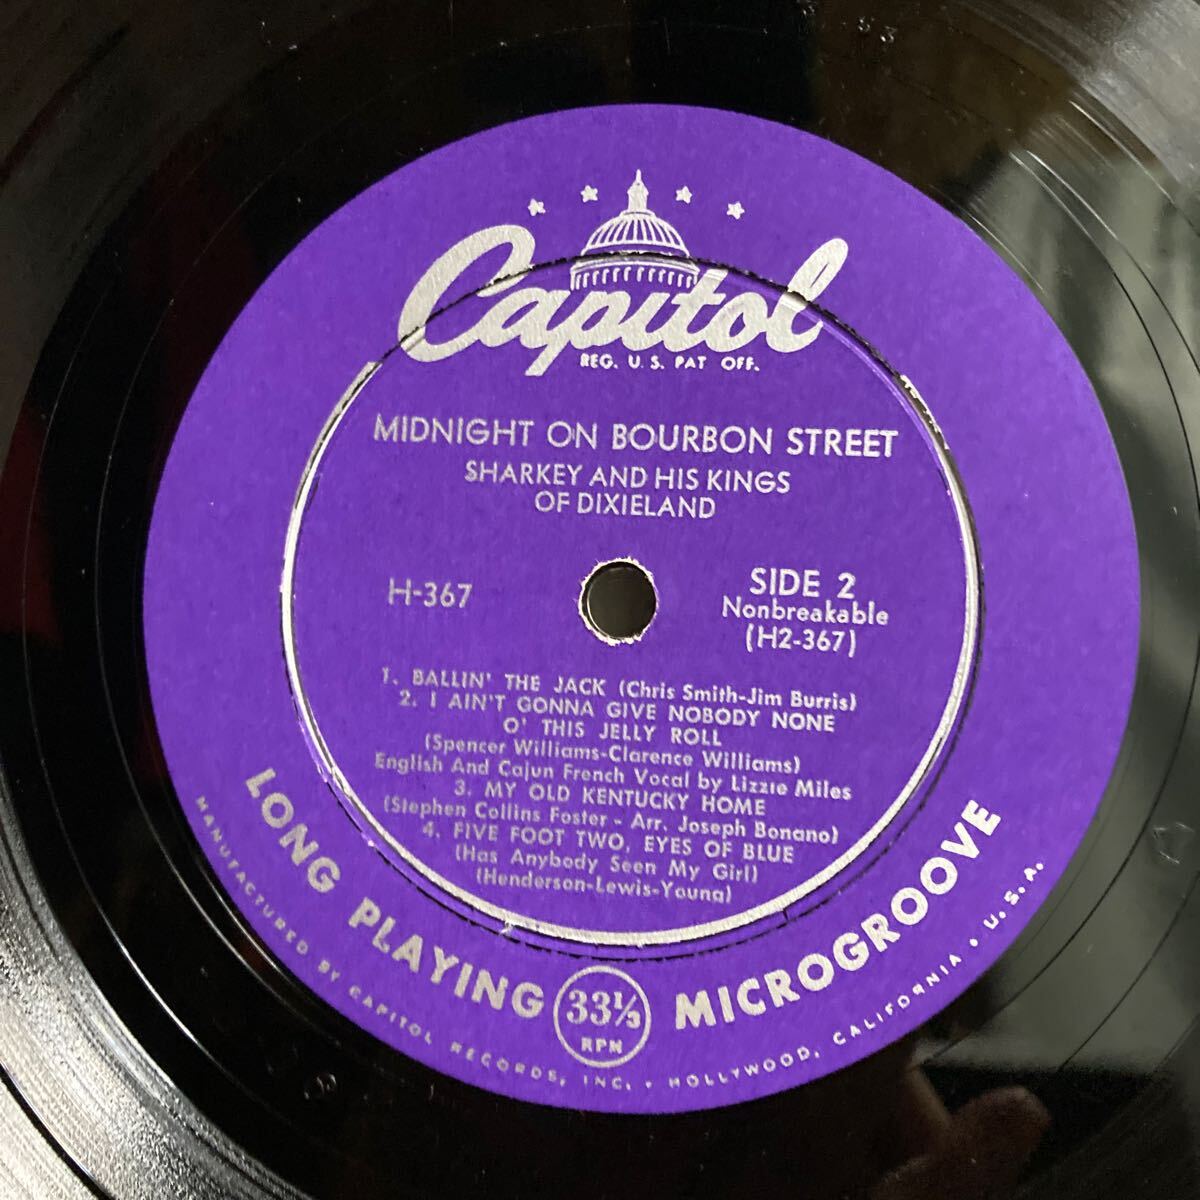 Capitol
REG. U.S. PAT OFF.
MIDNIGHT ON BOURBON STREET
SHARKEY AND HIS KINGS
OF DIXIELAND
H-367
SIDE 2
Nonbreakable
(H2-367)
1. BALLIN' THE JACK (Chris Smith-Jim Burris)
2. I AIN'T GONNA GIVE NOBODY NONE
O' THIS JELLY ROLL
(Spencer Williams-Clarence Williams)
English And Cajun French Vocal by Lizzie Miles
3. MY OLD KENTUCKY HOME
(Stephen Collins Foster - Arr. Joseph Bonano)
4. FIVE FOOT TWO, EYES OF BLUE
(Has Anybody Seen My Girl)
(Henderson-Lewis-Young)
LONG PLAYING 33⅓ RPM MICROGROOVE
MANUFACTURED BY CAPITOL RECORDS, INC. • HOLLYWOOD, CALIFORNIA • U.S.A.